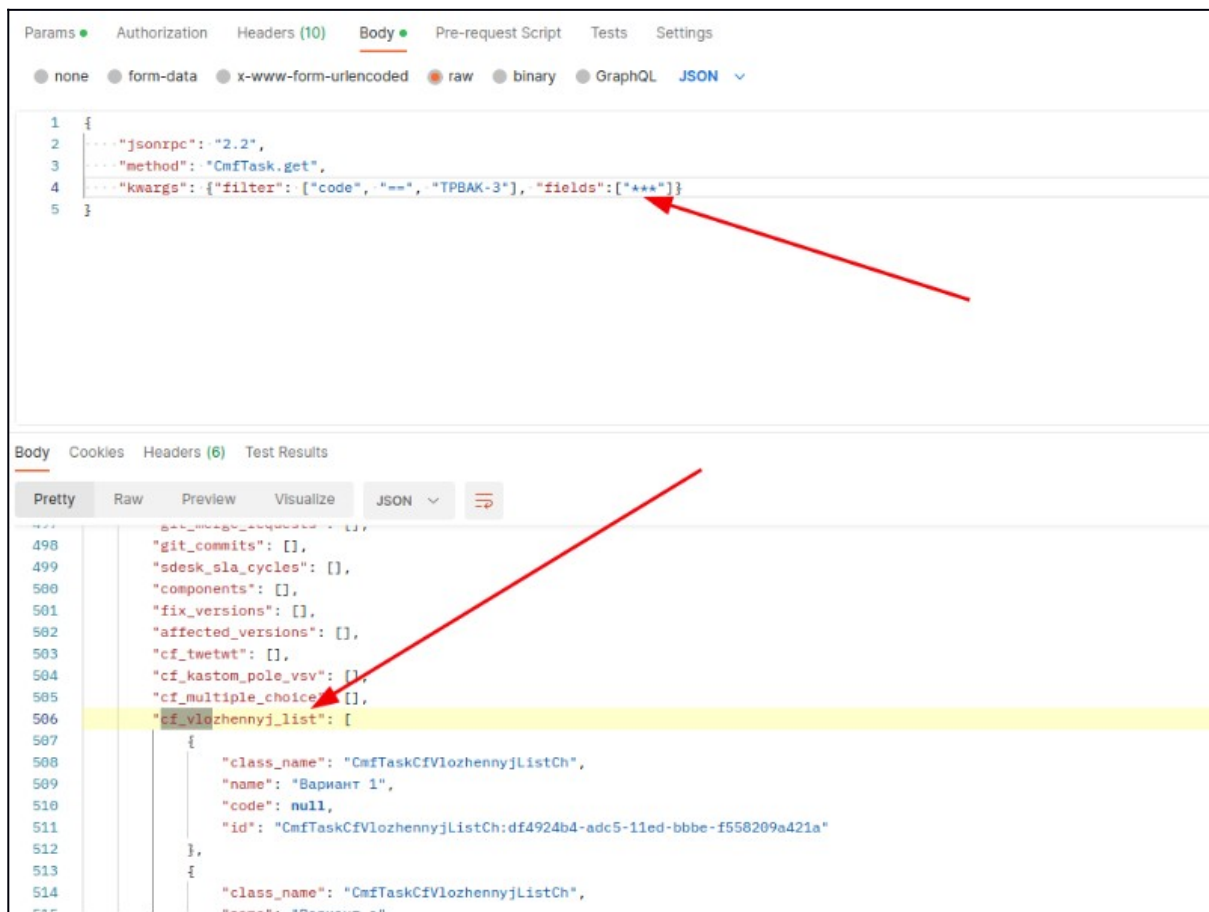 Params Authorization Headers (10) Body Pre-request Script Tests Settings
none form-data x-www-form-urlencoded raw binary GraphQL JSON
1 {
2 ····"jsonrpc":·"2.2",
3 ····"method":·"CmfTask.get",
4 ····"kwargs":·{"filter":·["code",·"==",·"TPBAK-3"],·"fields":["***"]}
5 }
Body Cookies Headers (6) Test Results
Pretty Raw Preview Visualize JSON
497 "git_merge_requests": [],
498 "git_commits": [],
499 "sdesk_sla_cycles": [],
500 "components": [],
501 "fix_versions": [],
502 "affected_versions": [],
503 "cf_twetwt": [],
504 "cf_kastom_pole_vsv": [],
505 "cf_multiple_choice": [],
506 "cf_vlozhennyj_list": [
507 {
508 "class_name": "CmfTaskCfVlozhennyjListCh",
509 "name": "Вариант 1",
510 "code": null,
511 "id": "CmfTaskCfVlozhennyjListCh:df4924b4-adc5-11ed-bbbe-f558209a421a"
512 },
513 {
514 "class_name": "CmfTaskCfVlozhennyjListCh",